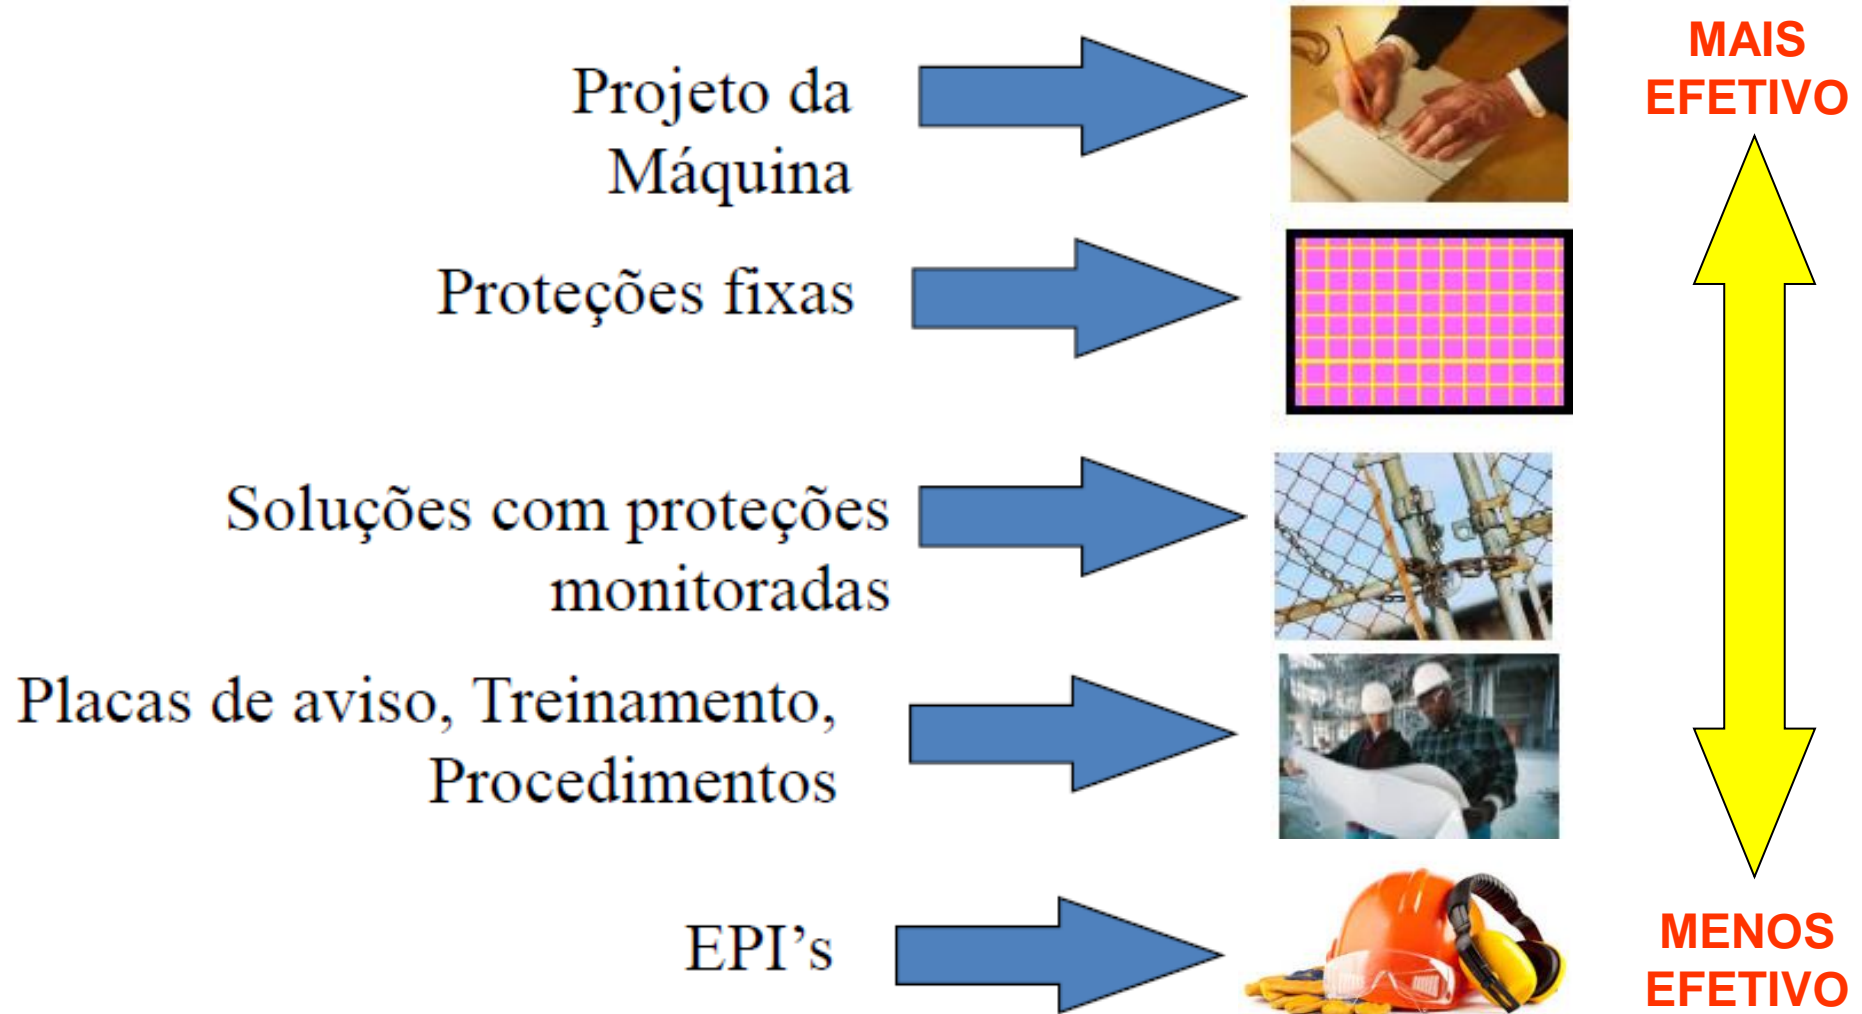 Projeto da
Máquina
MAIS
EFETIVO
Proteções fixas
Soluções com proteções
monitoradas
Placas de aviso, Treinamento,
Procedimentos
EPI’s
MENOS
EFETIVO